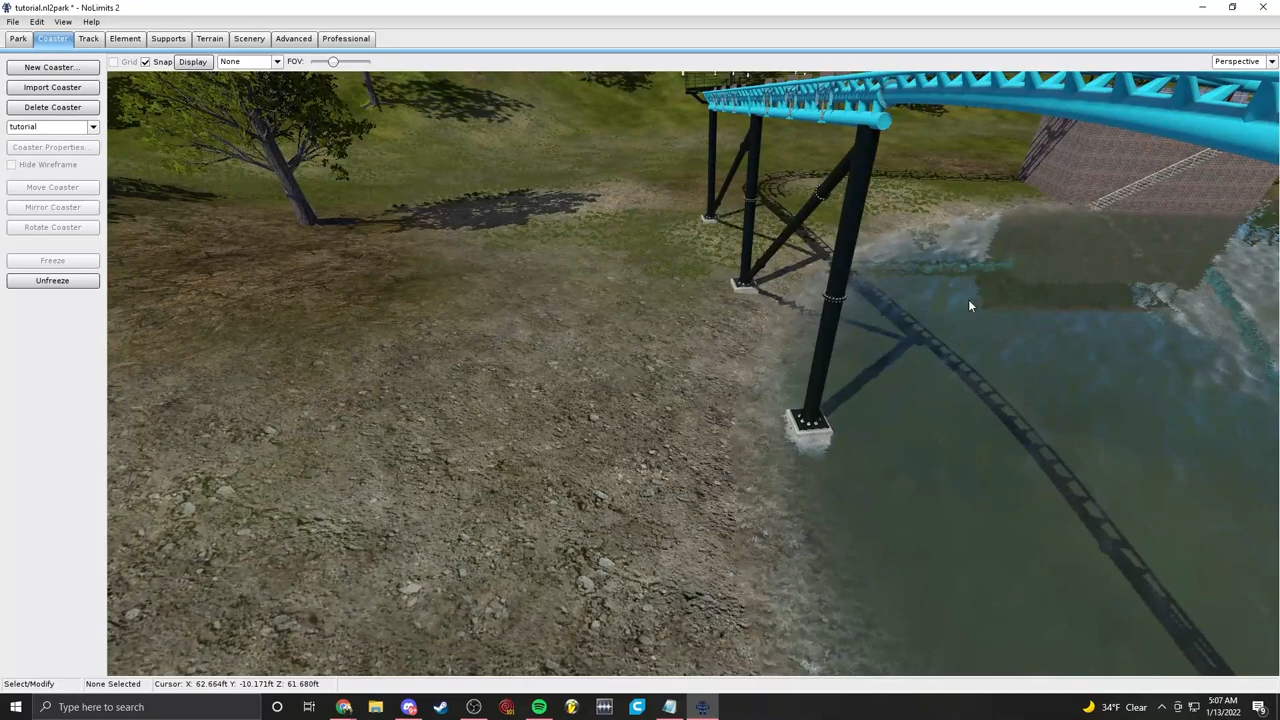 tutorial.nl2park * - NoLimits 2
File Edit View Help
Park Coaster Track Element Supports Terrain Scenery Advanced Professional
Grid Snap Display None FOV: Perspective
New Coaster...
Import Coaster
Delete Coaster
tutorial
Coaster Properties...
Hide Wireframe
Move Coaster
Mirror Coaster
Rotate Coaster
Freeze
Unfreeze
Select/Modify None Selected Cursor: X: 62.664ft Y: -10.171ft Z: 61.680ft
Type here to search
34°F Clear
5:07 AM
1/13/2022